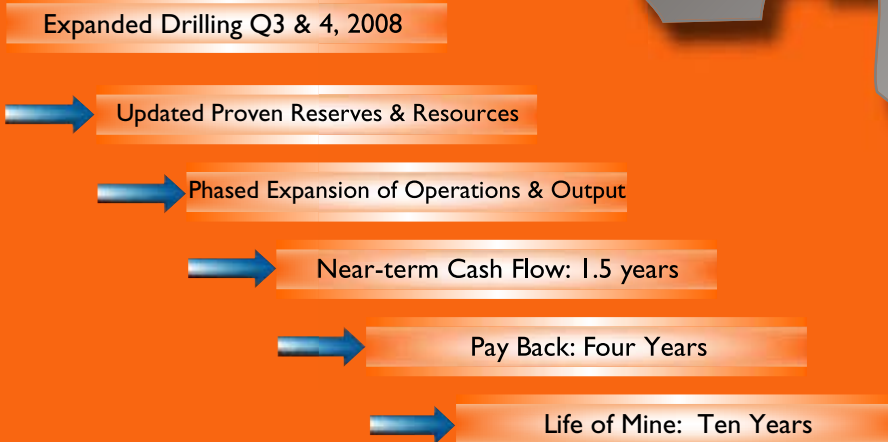 Expanded Drilling Q3 & 4, 2008
Updated Proven Reserves & Resources
Phased Expansion of Operations & Output
Near-term Cash Flow: 1.5 years
Pay Back: Four Years
Life of Mine: Ten Years